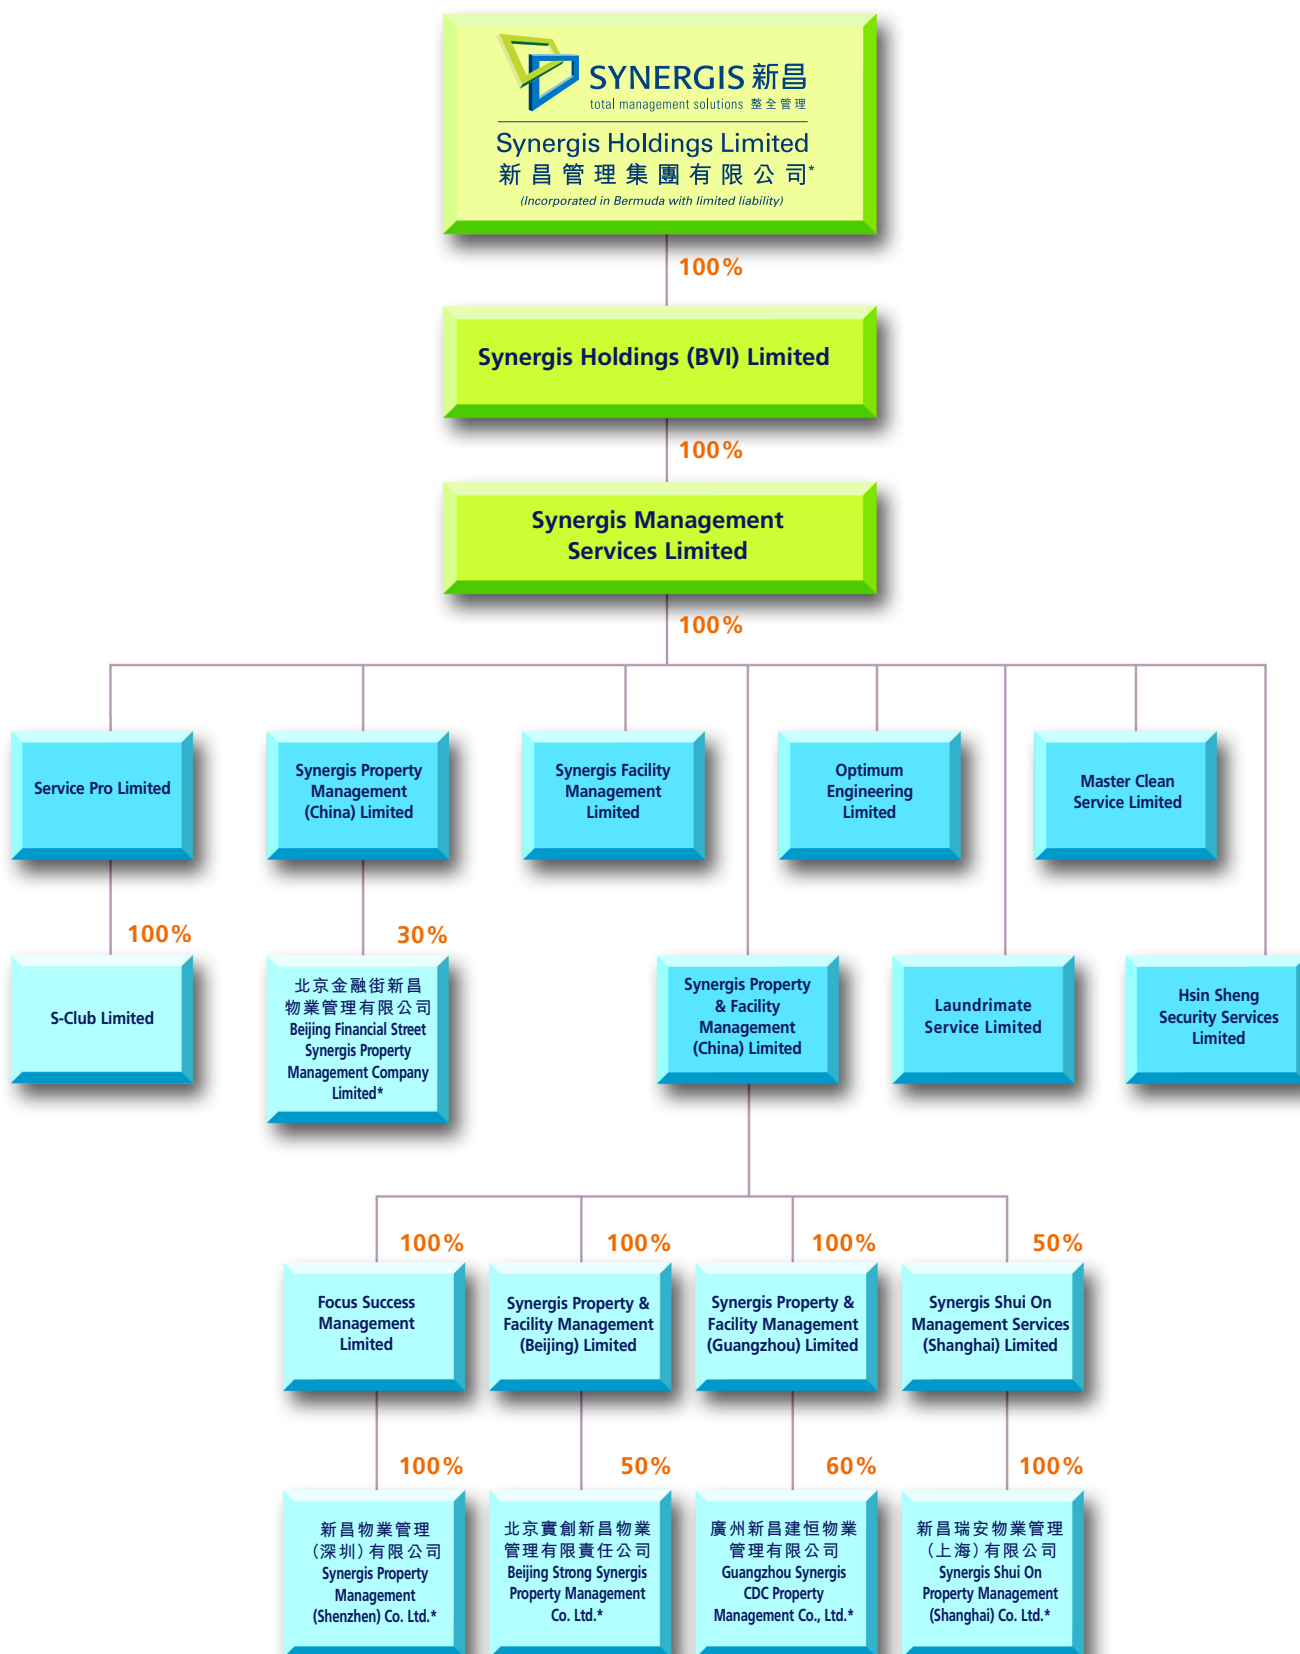 SYNERGIS 新昌
total management solutions 整全管理
Synergis Holdings Limited
新昌管理集團有限公司*
(Incorporated in Bermuda with limited liability)
100%
Synergis Holdings (BVI) Limited
100%
Synergis Management
Services Limited
100%
Service Pro Limited
Synergis Property
Management
(China) Limited
Synergis Facility
Management
Limited
Optimum
Engineering
Limited
Master Clean
Service Limited
100%
30%
S-Club Limited
北京金融街新昌
物業管理有限公司
Beijing Financial Street
Synergis Property
Management Company
Limited*
Synergis Property
& Facility
Management
(China) Limited
Laundrimate
Service Limited
Hsin Sheng
Security Services
Limited
100%
100%
100%
50%
Focus Success
Management
Limited
Synergis Property &
Facility Management
(Beijing) Limited
Synergis Property &
Facility Management
(Guangzhou) Limited
Synergis Shui On
Management Services
(Shanghai) Limited
100%
50%
60%
100%
新昌物業管理
（深圳）有限公司
Synergis Property
Management
(Shenzhen) Co. Ltd.*
北京實創新昌物業
管理有限責任公司
Beijing Strong Synergis
Property Management
Co. Ltd.*
廣州新昌建恒物業
管理有限公司
Guangzhou Synergis
CDC Property
Management Co., Ltd.*
新昌瑞安物業管理
（上海）有限公司
Synergis Shui On
Property Management
(Shanghai) Co. Ltd.*